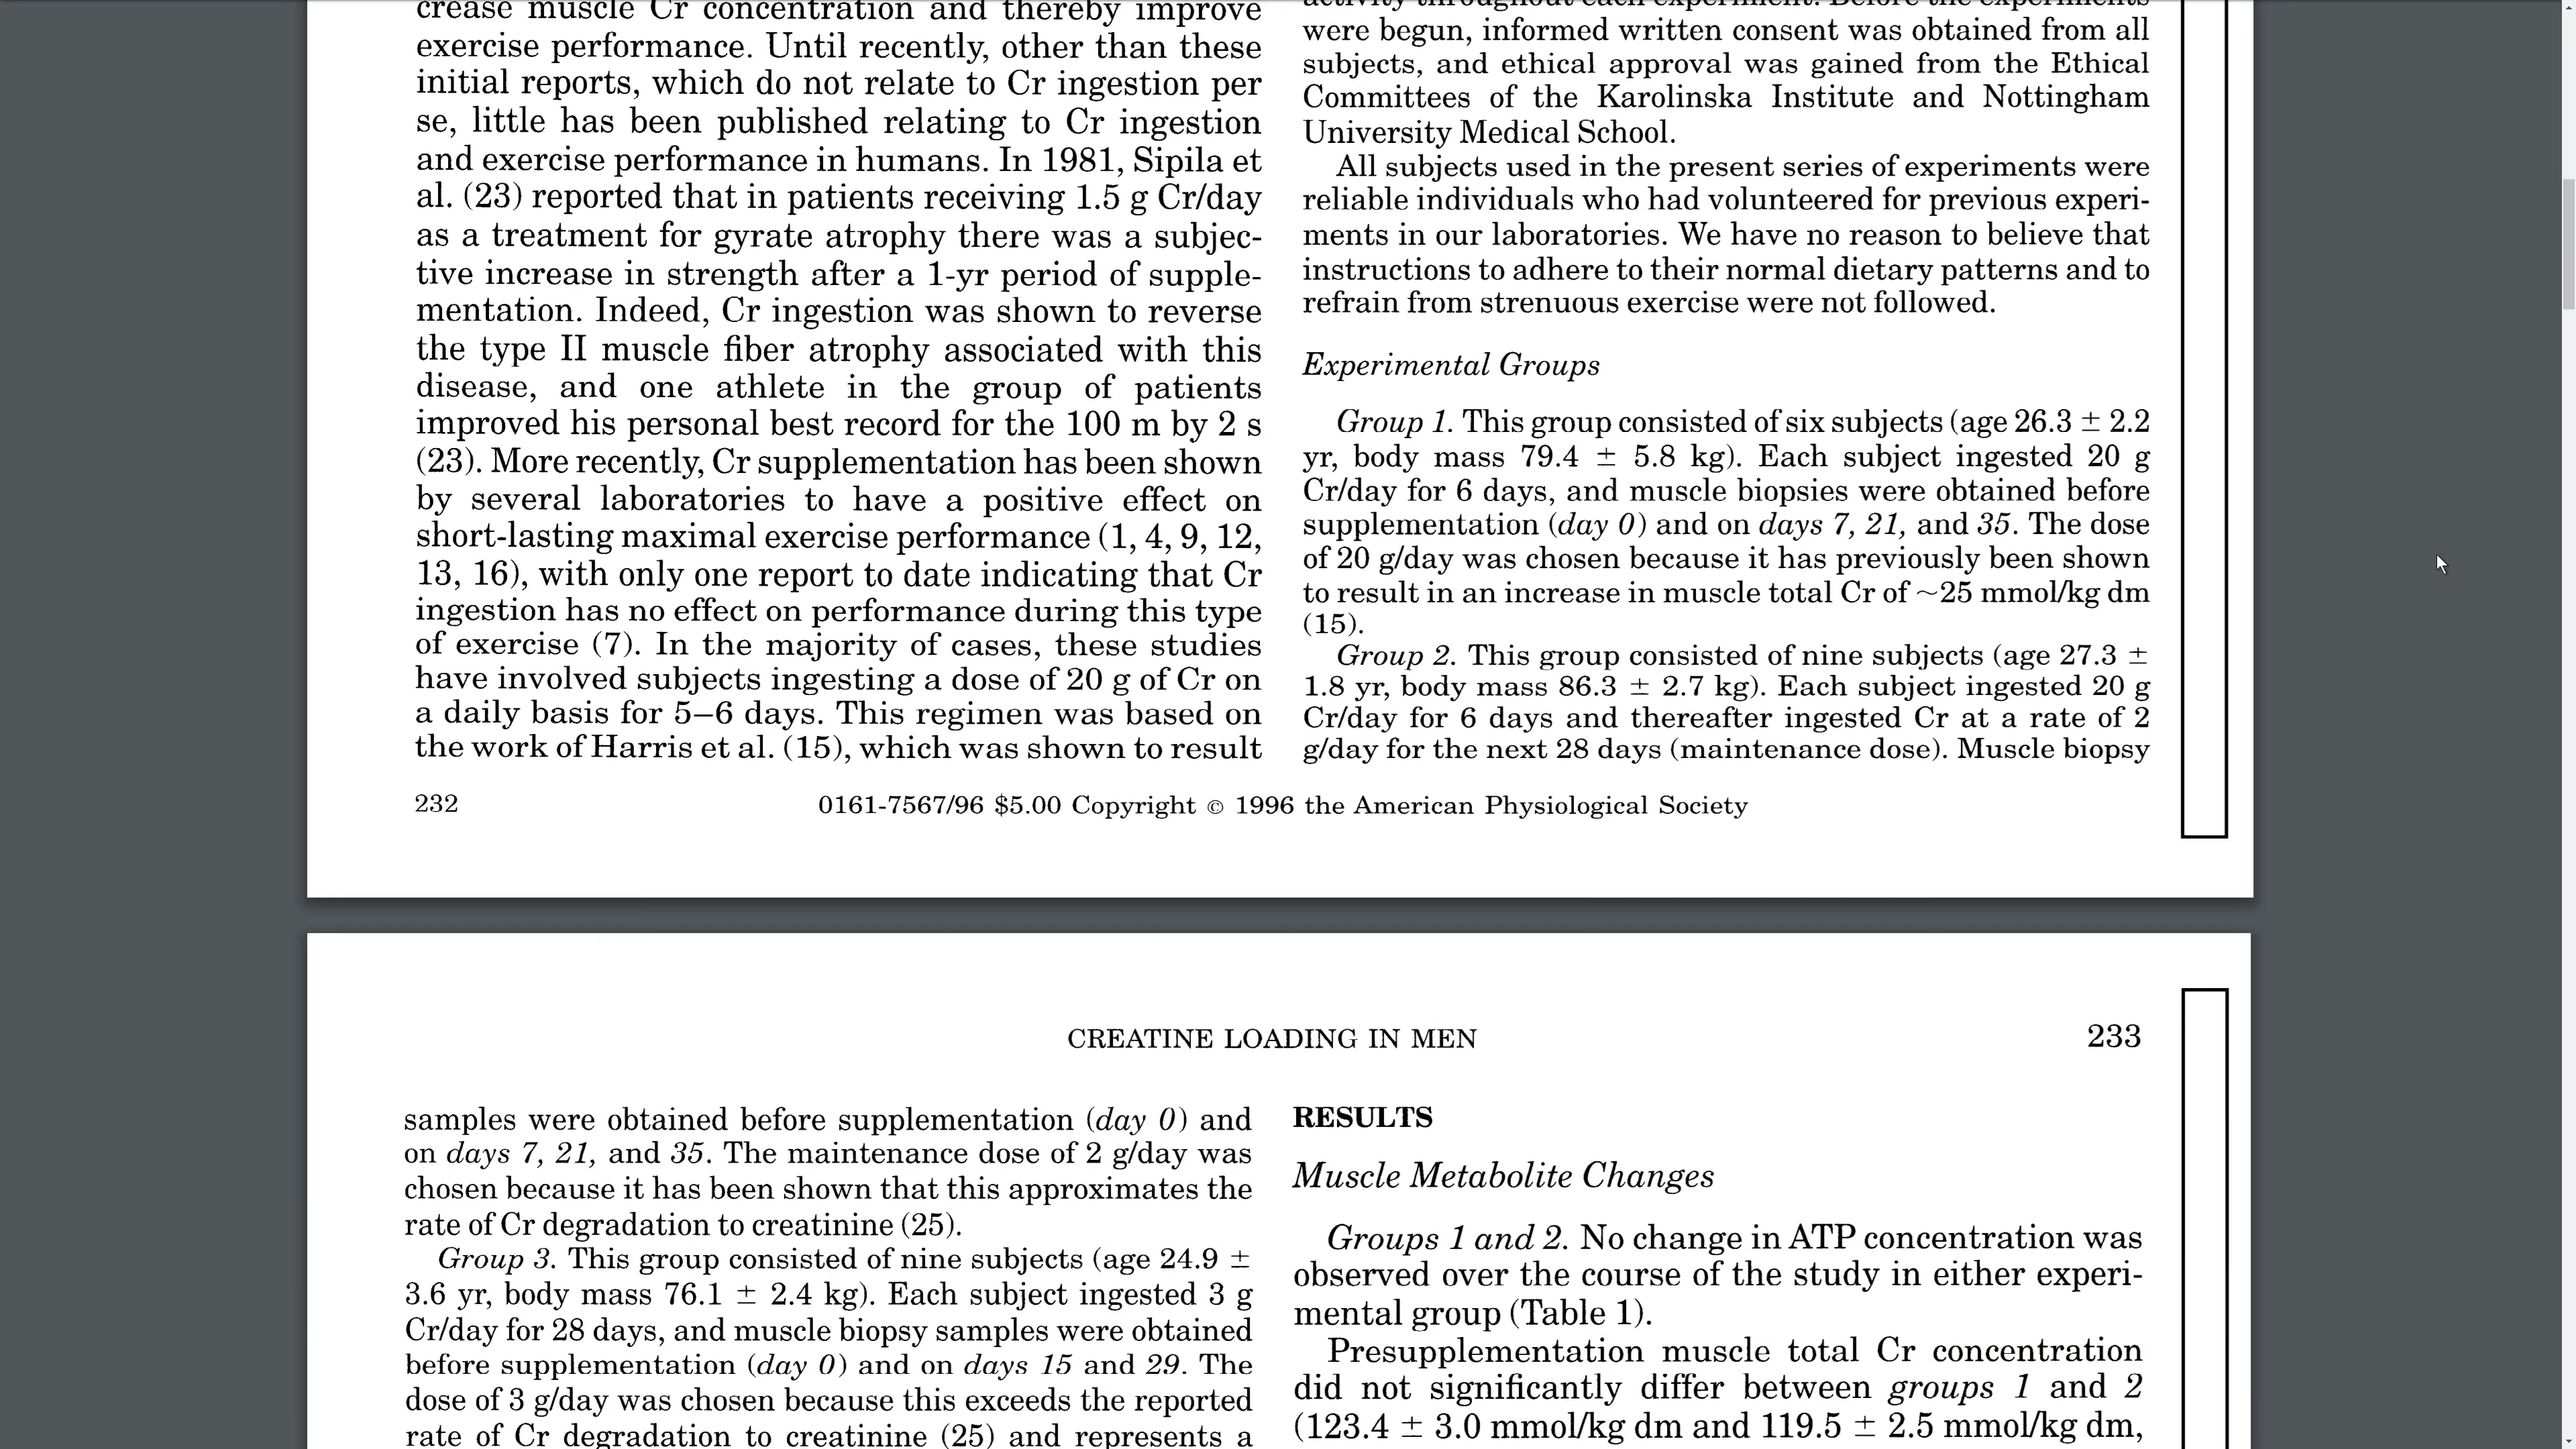 crease muscle Cr concentration and thereby improve
exercise performance. Until recently, other than these
initial reports, which do not relate to Cr ingestion per
se, little has been published relating to Cr ingestion
and exercise performance in humans. In 1981, Sipila et
al. (23) reported that in patients receiving 1.5 g Cr/day
as a treatment for gyrate atrophy there was a subjec-
tive increase in strength after a 1-yr period of supple-
mentation. Indeed, Cr ingestion was shown to reverse
the type II muscle fiber atrophy associated with this
disease, and one athlete in the group of patients
improved his personal best record for the 100 m by 2 s
(23). More recently, Cr supplementation has been shown
by several laboratories to have a positive effect on
short-lasting maximal exercise performance (1, 4, 9, 12,
13, 16), with only one report to date indicating that Cr
ingestion has no effect on performance during this type
of exercise (7). In the majority of cases, these studies
have involved subjects ingesting a dose of 20 g of Cr on
a daily basis for 5–6 days. This regimen was based on
the work of Harris et al. (15), which was shown to result
activity throughout each experiment. Before the experiments
were begun, informed written consent was obtained from all
subjects, and ethical approval was gained from the Ethical
Committees of the Karolinska Institute and Nottingham
University Medical School.
All subjects used in the present series of experiments were
reliable individuals who had volunteered for previous experi-
ments in our laboratories. We have no reason to believe that
instructions to adhere to their normal dietary patterns and to
refrain from strenuous exercise were not followed.
Experimental Groups
Group 1. This group consisted of six subjects (age 26.3 ± 2.2
yr, body mass 79.4 ± 5.8 kg). Each subject ingested 20 g
Cr/day for 6 days, and muscle biopsies were obtained before
supplementation (day 0) and on days 7, 21, and 35. The dose
of 20 g/day was chosen because it has previously been shown
to result in an increase in muscle total Cr of ~25 mmol/kg dm
(15).
Group 2. This group consisted of nine subjects (age 27.3 ±
1.8 yr, body mass 86.3 ± 2.7 kg). Each subject ingested 20 g
Cr/day for 6 days and thereafter ingested Cr at a rate of 2
g/day for the next 28 days (maintenance dose). Muscle biopsy
232 0161-7567/96 $5.00 Copyright © 1996 the American Physiological Society
CREATINE LOADING IN MEN 233
samples were obtained before supplementation (day 0) and
on days 7, 21, and 35. The maintenance dose of 2 g/day was
chosen because it has been shown that this approximates the
rate of Cr degradation to creatinine (25).
Group 3. This group consisted of nine subjects (age 24.9 ±
3.6 yr, body mass 76.1 ± 2.4 kg). Each subject ingested 3 g
Cr/day for 28 days, and muscle biopsy samples were obtained
before supplementation (day 0) and on days 15 and 29. The
dose of 3 g/day was chosen because this exceeds the reported
rate of Cr degradation to creatinine (25) and represents a
RESULTS
Muscle Metabolite Changes
Groups 1 and 2. No change in ATP concentration was
observed over the course of the study in either experi-
mental group (Table 1).
Presupplementation muscle total Cr concentration
did not significantly differ between groups 1 and 2
(123.4 ± 3.0 mmol/kg dm and 119.5 ± 2.5 mmol/kg dm,